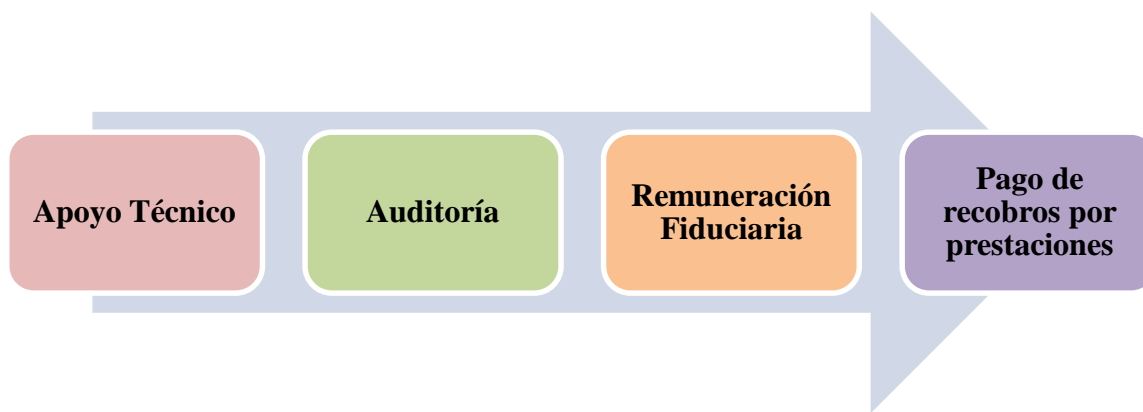 Apoyo Técnico
Auditoría
Remuneración
Fiduciaria
Pago de
recobros por
prestaciones